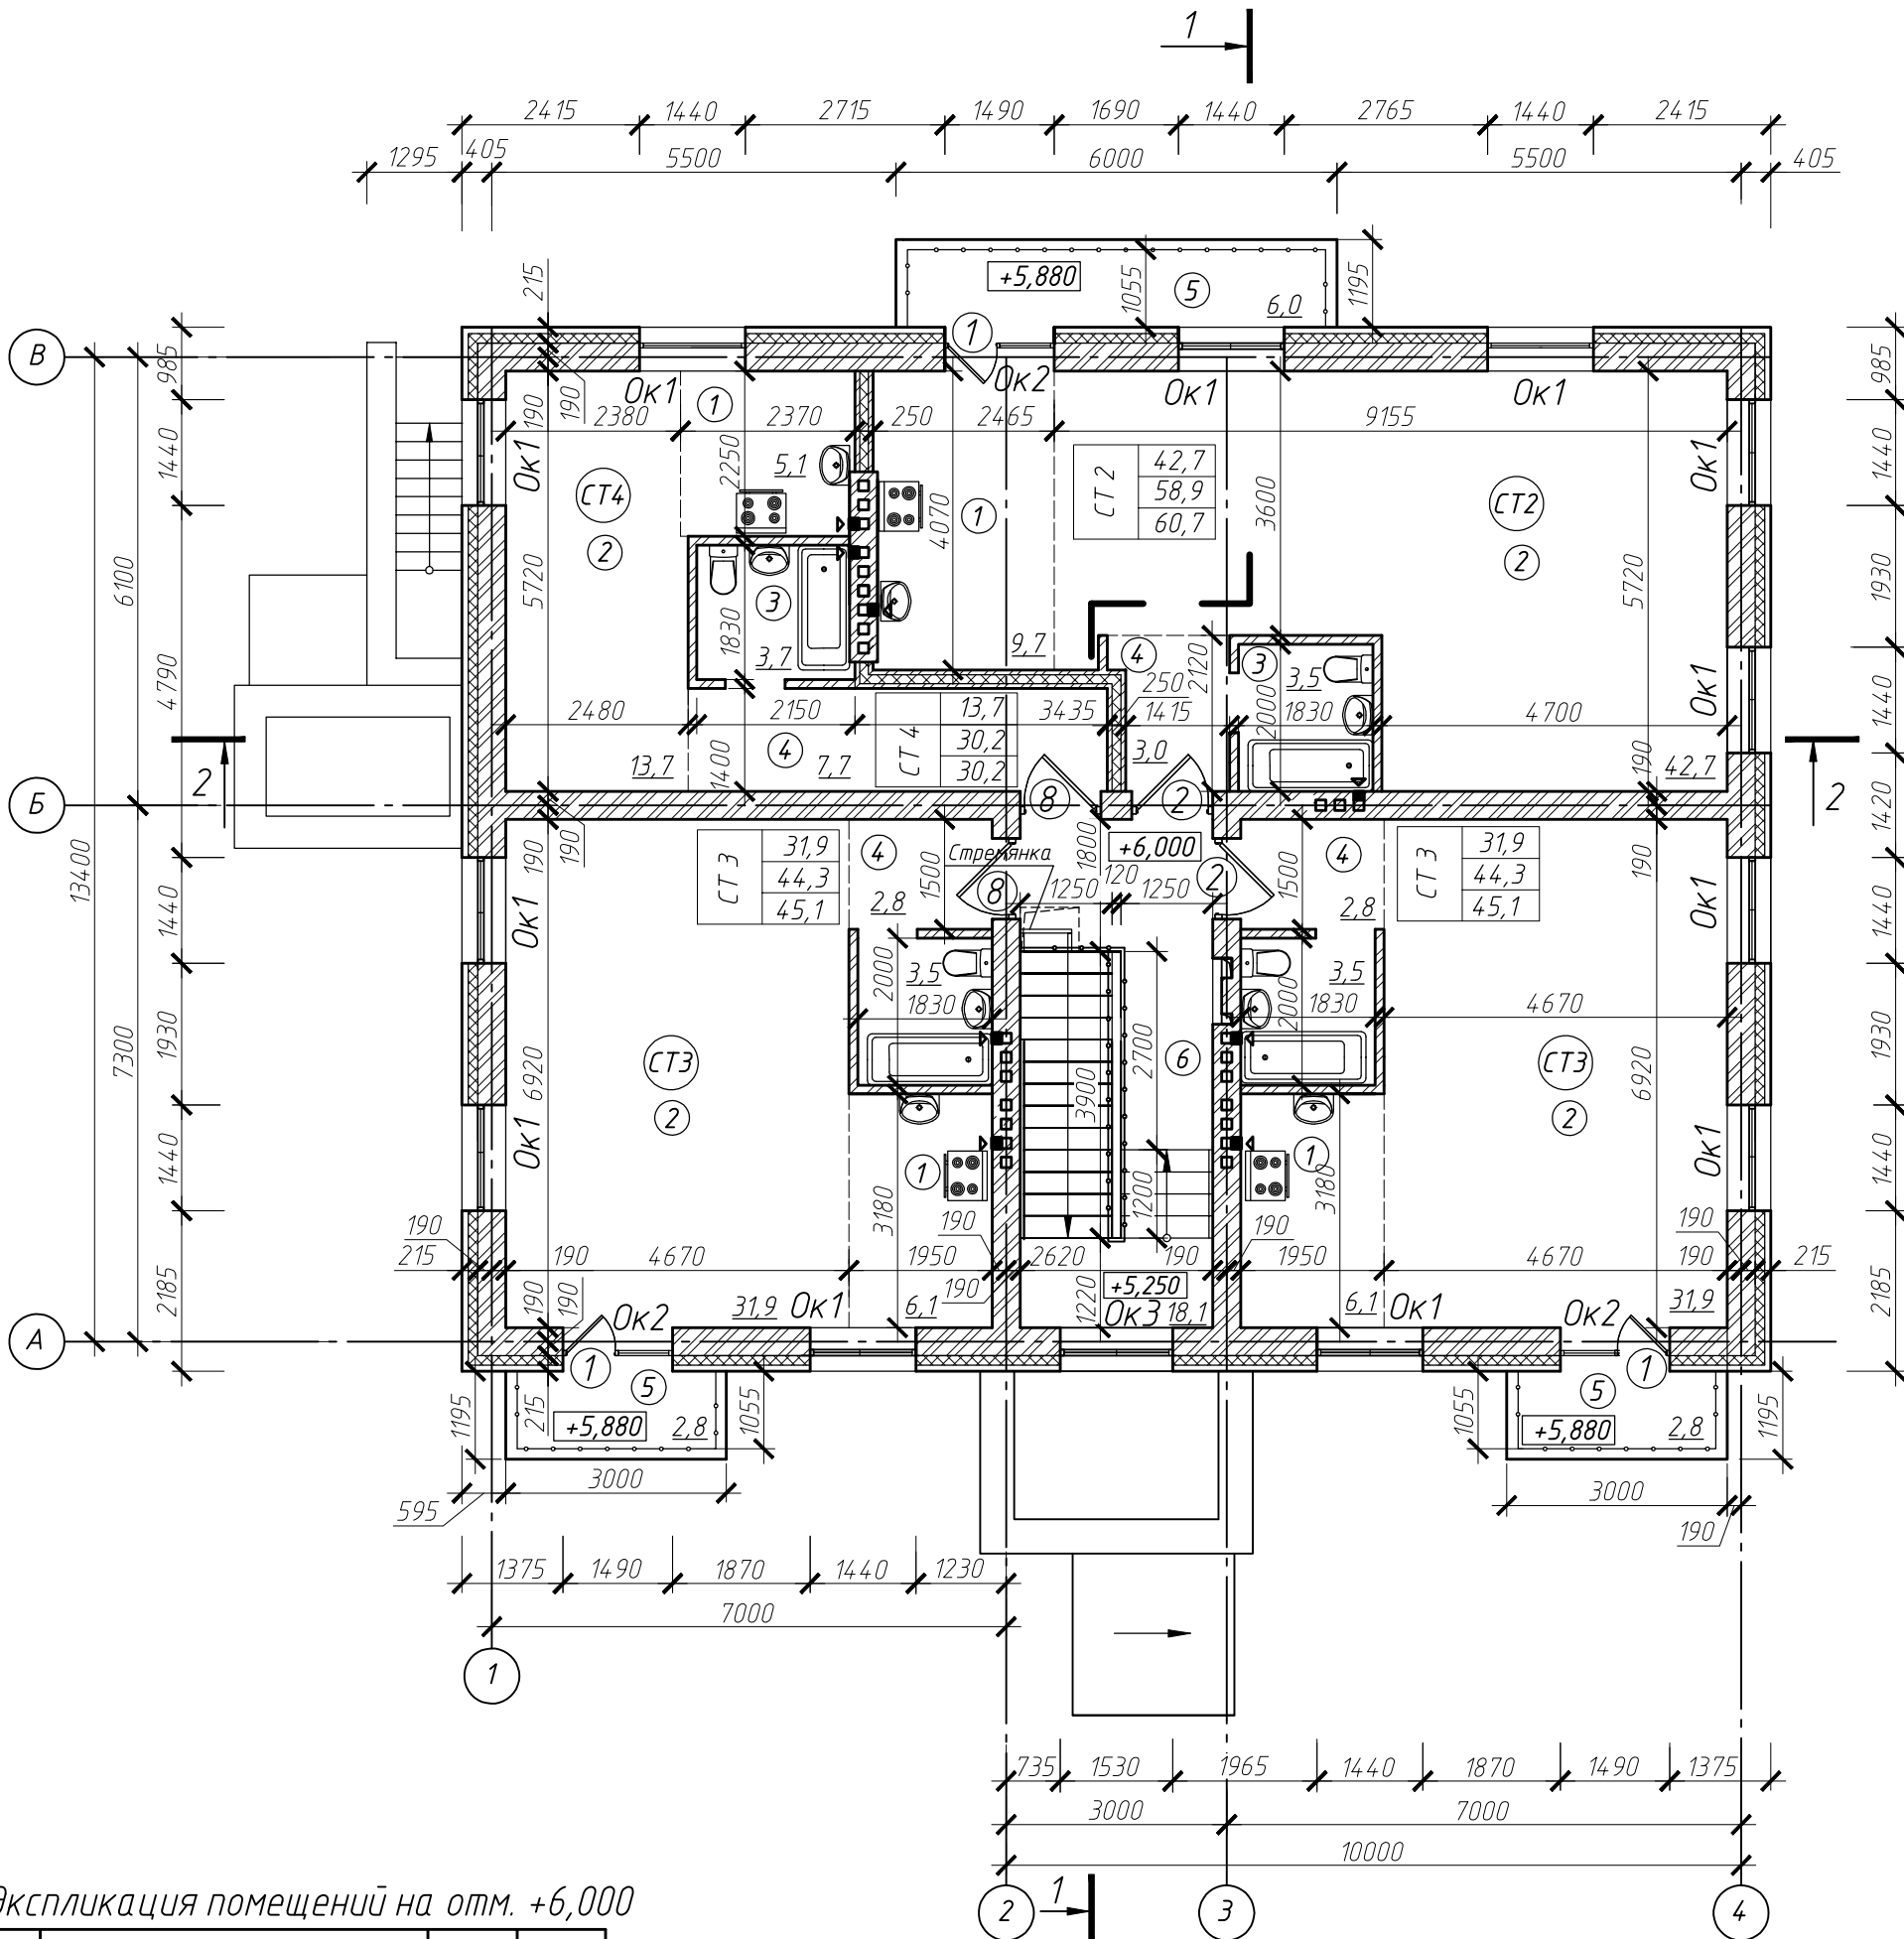 1
2415 1440 2715 1490 1690 1440 2765 1440 2415
1295 405 5500 6000 5500 405
+5,880 1055 5 6,0 1195
215
В 985 190 190 Ок1 1 1 Ок2 Ок1 Ок1 985
2380 2370 250 2465 9155
1440 Ок1 2250 5,1 Ок1 1440
СТ4 2 4070 1 СТ 2 42,7 58,9 60,7 3600 СТ2 2
6100 5720 1830 3 3,7 9,7 4 2120 3 3,5 5720 1930
4790 250 2000 Ок1 1440
2480 2150 3435 1415 1830 4700
2 13,7 1400 4 7,7 СТ 4 13,7 30,2 30,2 3,0 190 42,7 2
Б 8 2 1420
13400 190 190 СТ 3 31,9 44,3 45,1 4 1500 Стремянка 1800 +6,000 1500 4 СТ 3 31,9 44,3 45,1 190
1440 Ок1 2,8 8 1250 120 1250 2 2,8 Ок1 1440
7300 2000 3,5 1830 3,5 2000 1830 4670
1930 6920 СТ3 2 3900 2700 6 СТ3 2 6920 1930
1440 Ок1 1 3180 1200 1 3180 Ок1 1440
190 190 190 190
215 190 4670 1950 2620 190 1950 4670 190 215
2185 190 190 190 1220 +5,250 2185
А Ок2 31,9 Ок1 6,1 Ок3 18,1 6,1 Ок1 Ок2 31,9
1 5 5 1
1195 215 +5,880 2,8 1055 1055 +5,880 2,8 1195
3000 3000
595 190
1375 1490 1870 1440 1230
7000
1
735 1530 1965 1440 1870 1490 1375
3000 7000
10000
2 1 3 4
Экспликация помещений на отм. +6,000